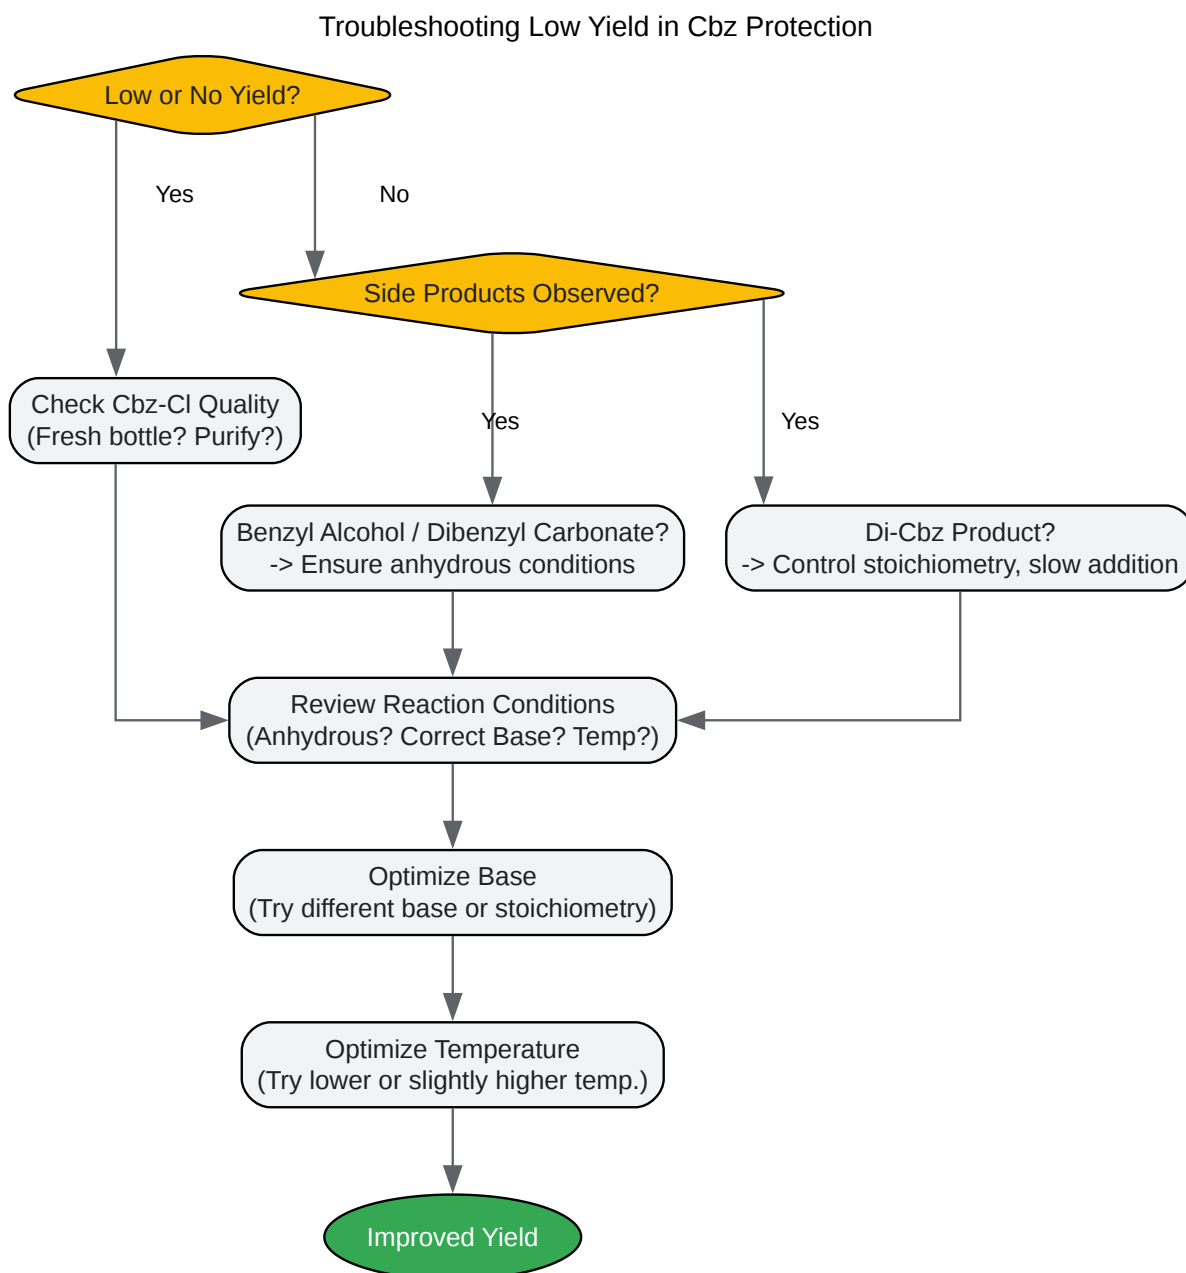 Troubleshooting Low Yield in Cbz Protection
Low or No Yield?
Yes
No
Side Products Observed?
Check Cbz-Cl Quality
(Fresh bottle? Purify?)
Yes
Yes
Benzyl Alcohol / Dibenzyl Carbonate?
-> Ensure anhydrous conditions
Di-Cbz Product?
-> Control stoichiometry, slow addition
Review Reaction Conditions
(Anhydrous? Correct Base? Temp?)
Optimize Base
(Try different base or stoichiometry)
Optimize Temperature
(Try lower or slightly higher temp.)
Improved Yield